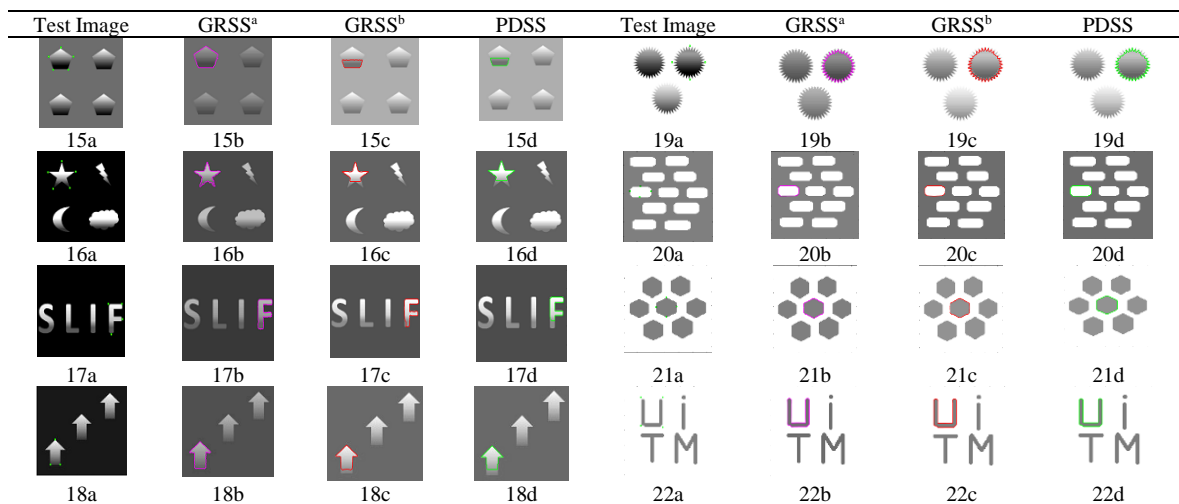 Test Image GRSSᵃ GRSSᵇ PDSS Test Image GRSSᵃ GRSSᵇ PDSS
15a 15b 15c 15d 19a 19b 19c 19d
16a 16b 16c 16d 20a 20b 20c 20d
SLIF SLIF SLIF SLIF
17a 17b 17c 17d 21a 21b 21c 21d
Ui Ui Ui Ui
TM TM TM TM
18a 18b 18c 18d 22a 22b 22c 22d